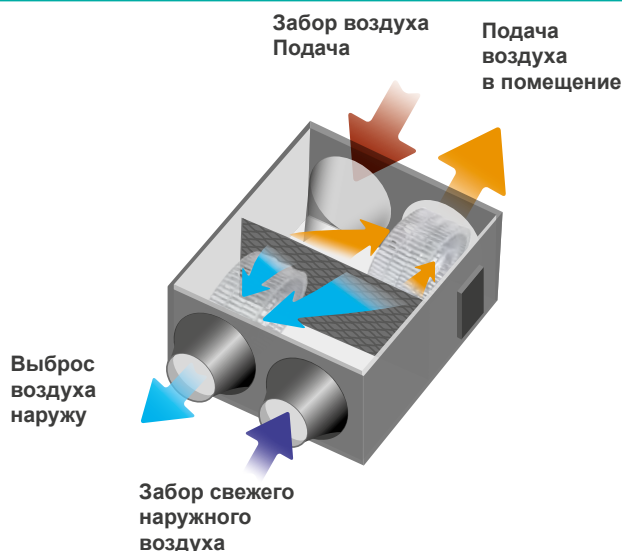 Забор воздуха
Подача
Подача
воздуха
в помещение
Выброс
воздуха
наружу
Забор свежего
наружного
воздуха